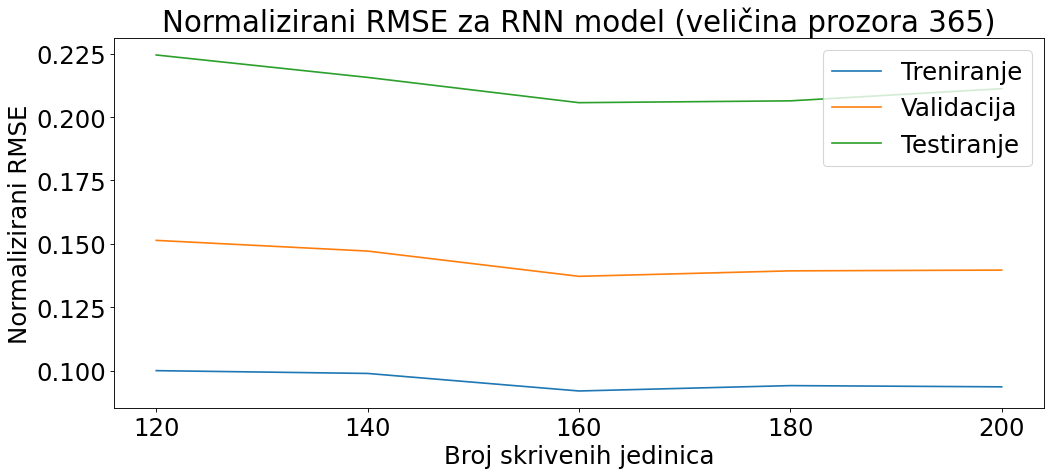 Normalizirani RMSE za RNN model (veličina prozora 365)
Normalizirani RMSE
0.225
0.200
0.175
0.150
0.125
0.100
Treniranje
Validacija
Testiranje
120 140 160 180 200
Broj skrivenih jedinica